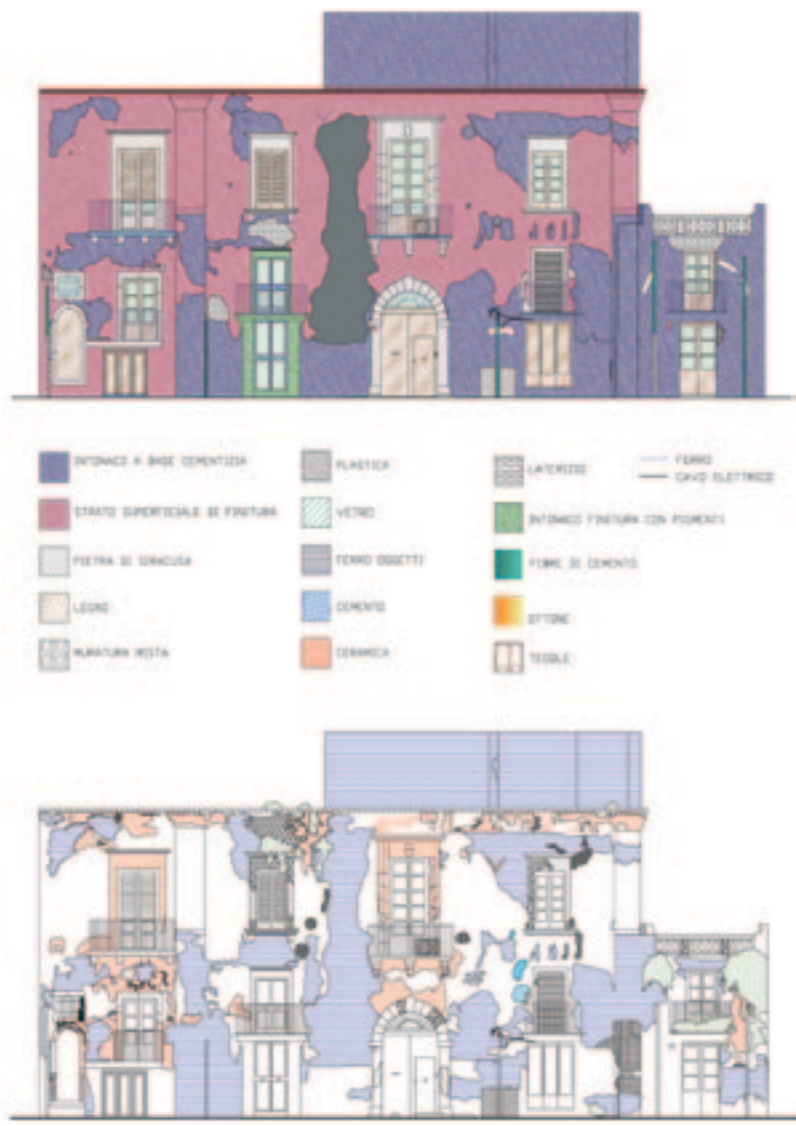 INTONACO A BASE CEMENTIZIA
STRATO SUPERFICIALE DI FINITURA
PIETRA DI SIRACUSA
LEGNO
MURATURA MISTA
PLASTICA
VETRO
FERRO OGGETTI
CEMENTO
CERAMICA
LATERIZIO
INTONACO FINITURA CON PIGMENTI
FIBRE DI CEMENTO
OTTONE
TEGOLE
FERRO
CAVO ELETTRICO